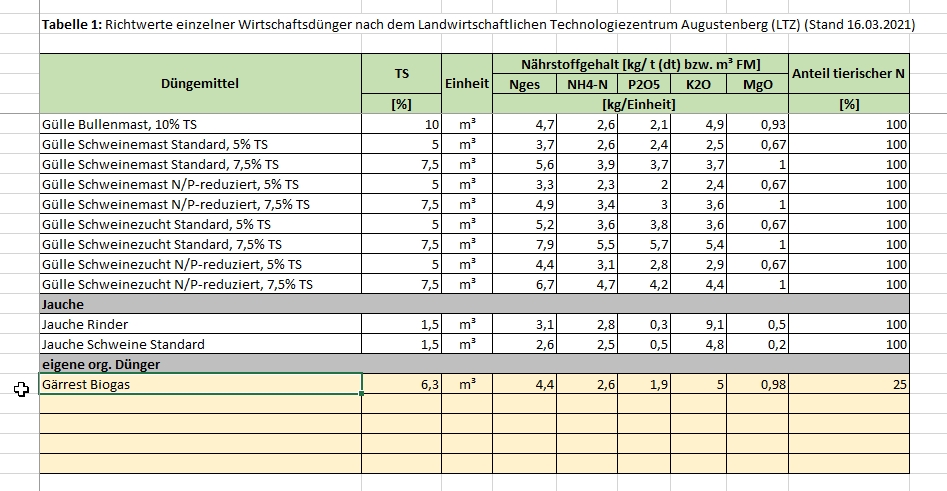 Tabelle 1: Richtwerte einzelner Wirtschaftsdünger nach dem Landwirtschaftlichen Technologiezentrum Augustenberg (LTZ) (Stand 16.03.2021)
Düngemittel TS Einheit Nährstoffgehalt [kg/ t (dt) bzw. m³ FM] Anteil tierischer N
Nges NH4-N P2O5 K2O MgO
[%] [kg/Einheit] [%]
Gülle Bullenmast, 10% TS 10 m³ 4,7 2,6 2,1 4,9 0,93 100
Gülle Schweinemast Standard, 5% TS 5 m³ 3,7 2,6 2,4 2,5 0,67 100
Gülle Schweinemast Standard, 7,5% TS 7,5 m³ 5,6 3,9 3,7 3,7 1 100
Gülle Schweinemast N/P-reduziert, 5% TS 5 m³ 3,3 2,3 2 2,4 0,67 100
Gülle Schweinemast N/P-reduziert, 7,5% TS 7,5 m³ 4,9 3,4 3 3,6 1 100
Gülle Schweinezucht Standard, 5% TS 5 m³ 5,2 3,6 3,8 3,6 0,67 100
Gülle Schweinezucht Standard, 7,5% TS 7,5 m³ 7,9 5,5 5,7 5,4 1 100
Gülle Schweinezucht N/P-reduziert, 5% TS 5 m³ 4,4 3,1 2,8 2,9 0,67 100
Gülle Schweinezucht N/P-reduziert, 7,5% TS 7,5 m³ 6,7 4,7 4,2 4,4 1 100
Jauche
Jauche Rinder 1,5 m³ 3,1 2,8 0,3 9,1 0,5 100
Jauche Schweine Standard 1,5 m³ 2,6 2,5 0,5 4,8 0,2 100
eigene org. Dünger
Gärrest Biogas 6,3 m³ 4,4 2,6 1,9 5 0,98 25